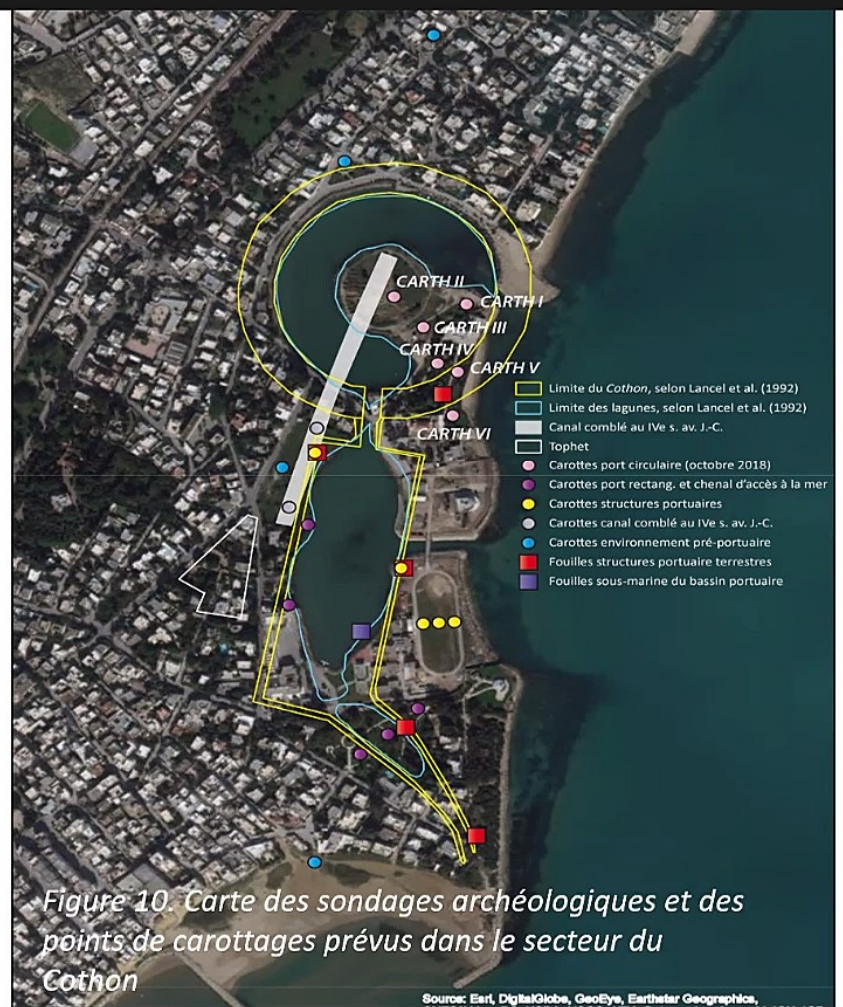 CARTH II
CARTH I
CARTH III
CARTH IV
CARTH V
CARTH VI
Limite du Cothon, selon Lancel et al. (1992)
Limite des lagunes, selon Lancel et al. (1992)
Canal comblé au IVe s. av. J.-C.
Tophet
Carottes port circulaire (octobre 2018)
Carottes port rectang. et chenal d'accès à la mer
Carottes structures portuaires
Carottes canal comblé au IVe s. av. J.-C.
Carottes environnement pré-portuaire
Fouilles structures portuaire terrestres
Fouilles sous-marine du bassin portuaire
Figure 10. Carte des sondages archéologiques et des
points de carottages prévus dans le secteur du
Cothon
Source: Esri, DigitalGlobe, GeoEye, Earthstar Geographics,